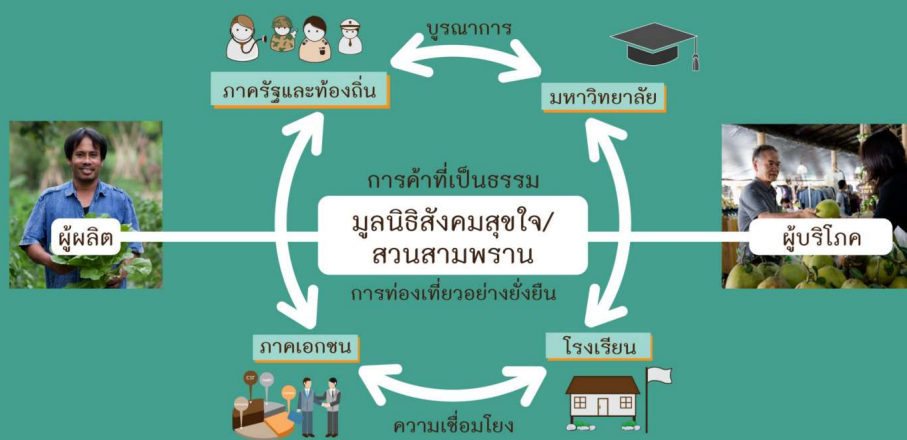 บูรณาการ
ภาครัฐและท้องถิ่น
มหาวิทยาลัย
การค้าที่เป็นธรรม
ผู้ผลิต
มูลนิธิสังคมสุขใจ/
สวนสามพราน
ผู้บริโภค
การท่องเที่ยวอย่างยั่งยืน
ภาคเอกชน
โรงเรียน
CSR
ความเชื่อมโยง